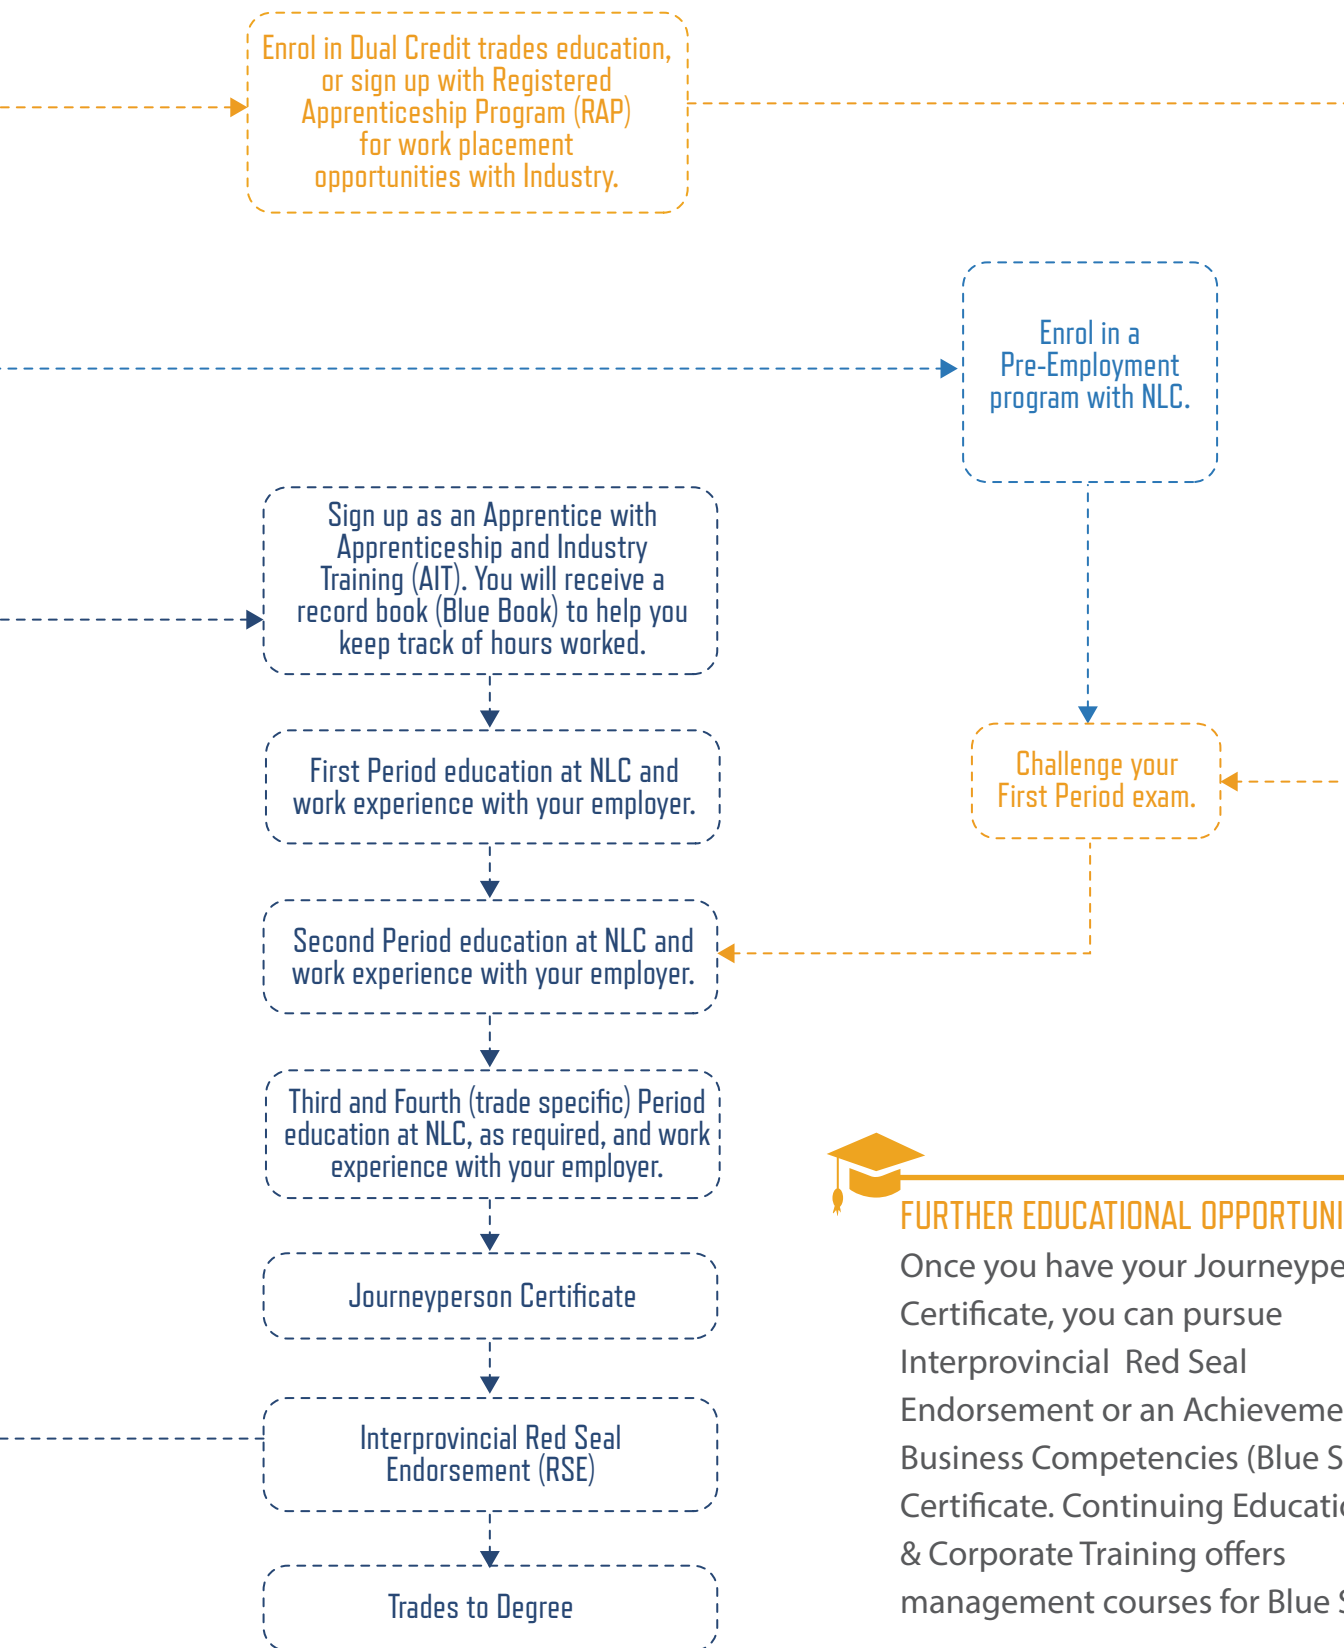 Enrol in Dual Credit trades education,
or sign up with Registered
Apprenticeship Program (RAP)
for work placement
opportunities with Industry.
Enrol in a
Pre-Employment
program with NLC.
Sign up as an Apprentice with
Apprenticeship and Industry
Training (AIT). You will receive a
record book (Blue Book) to help you
keep track of hours worked.
First Period education at NLC and
work experience with your employer.
Challenge your
First Period exam.
Second Period education at NLC and
work experience with your employer.
Third and Fourth (trade specific) Period
education at NLC, as required, and work
experience with your employer.
Journeyperson Certificate
Interprovincial Red Seal
Endorsement (RSE)
Trades to Degree
FURTHER EDUCATIONAL OPPORTUNI
Once you have your Journeype
Certificate, you can pursue
Interprovincial Red Seal
Endorsement or an Achieveme
Business Competencies (Blue S
Certificate. Continuing Educatio
& Corporate Training offers
management courses for Blue S